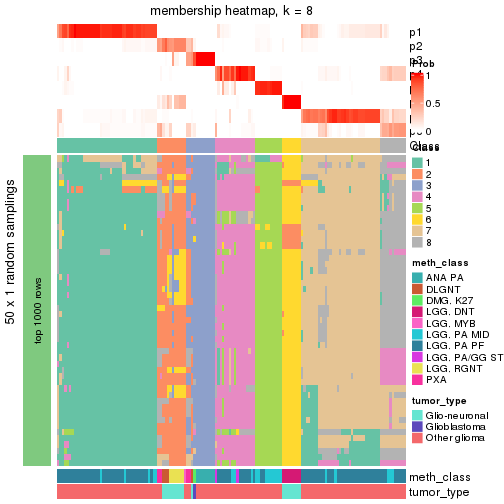 membership heatmap, k = 8
p1
p2
Prob
1
0.5
0
Class
1
2
3
4
5
6
7
8
50 x 1 random samplings
top 1000 rows
meth_class
ANA PA
DLGNT
DMG, K27
LGG, DNT
LGG, MYB
LGG, PA MID
LGG, PA PF
LGG, PA/GG ST
LGG, RGNT
PXA
tumor_type
Glio-neuronal
Glioblastoma
Other glioma
meth_class
tumor_type